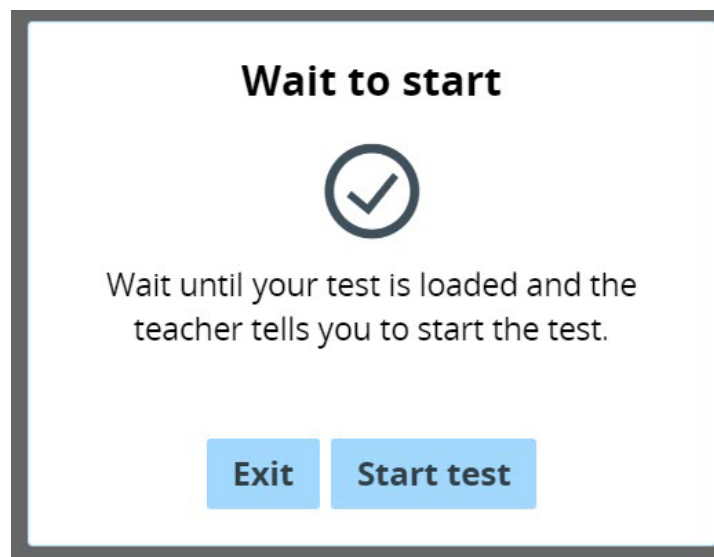 Wait to start
Wait until your test is loaded and the
teacher tells you to start the test.
Exit Start test